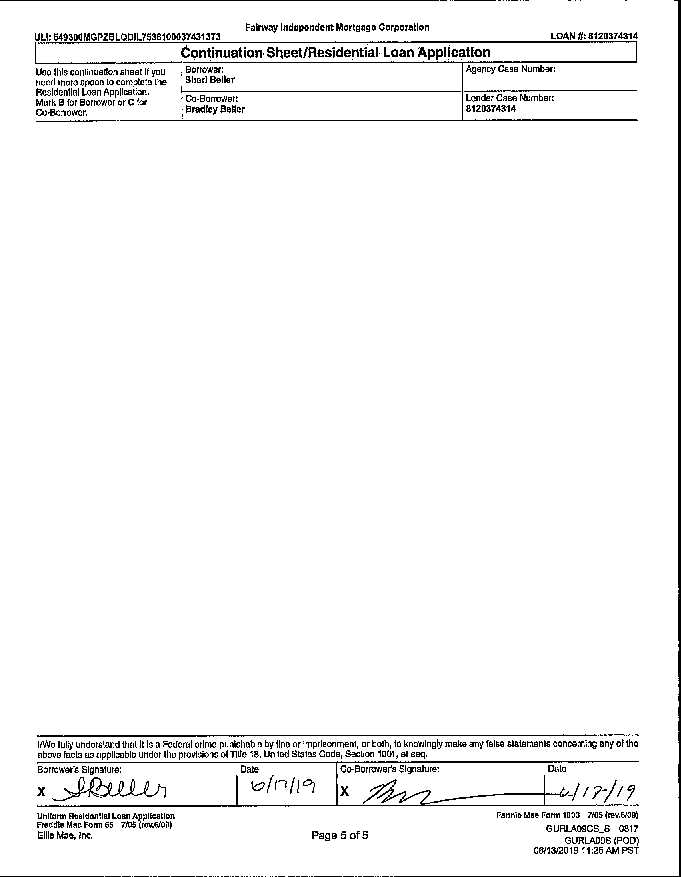 Fairway Independent Mortgage Corporation
ULI: 549300MGPZBLQDIL7538100037431373 LOAN #: 8120374314
Continuation Sheet/Residential Loan Application
Use this continuation sheet if you need more space to complete the Residential Loan Application. Mark B for Borrower or C for Co-Borrower.
Borrower:
Shari Beller
Agency Case Number:
Co-Borrower:
Bradley Beller
Lender Case Number:
8120374314
I/We fully understand that it is a Federal crime punishable by fine or imprisonment, or both, to knowingly make any false statements concerning any of the
above facts as applicable under the provisions of Title 18, United States Code, Section 1001, et seq.
Borrower's Signature: Date Co-Borrower's Signature: Date
X SBeller 6/17/19 X 6/17/19
Uniform Residential Loan Application
Freddie Mac Form 65 7/05 (rev.6/09)
Ellie Mae, Inc.
Page 5 of 5
Fannie Mae Form 1003 7/05 (rev.6/09)
GURLA09CS_S 0817
GURLA09S (POD)
06/13/2019 11:25 AM PST